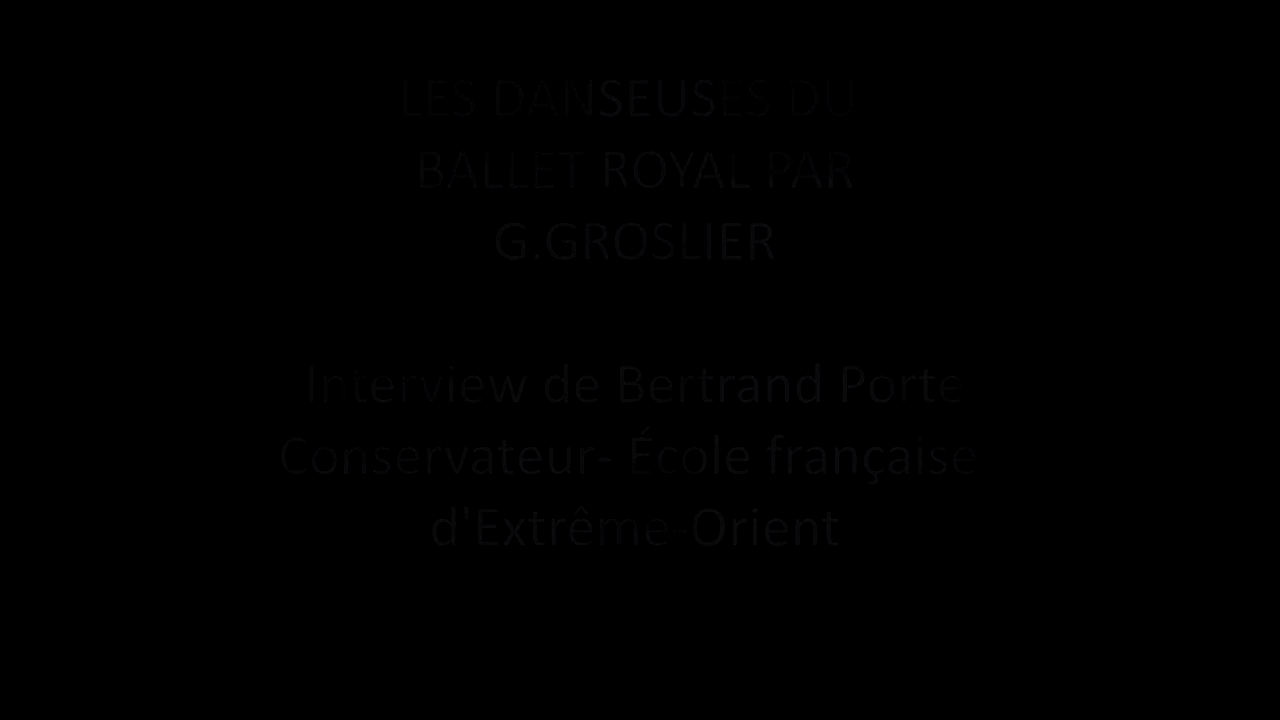 LES DANSEUSES DU
BALLET ROYAL PAR
G.GROSLIER
Interview de Bertrand Porte
Conservateur- École française
d'Extrême-Orient